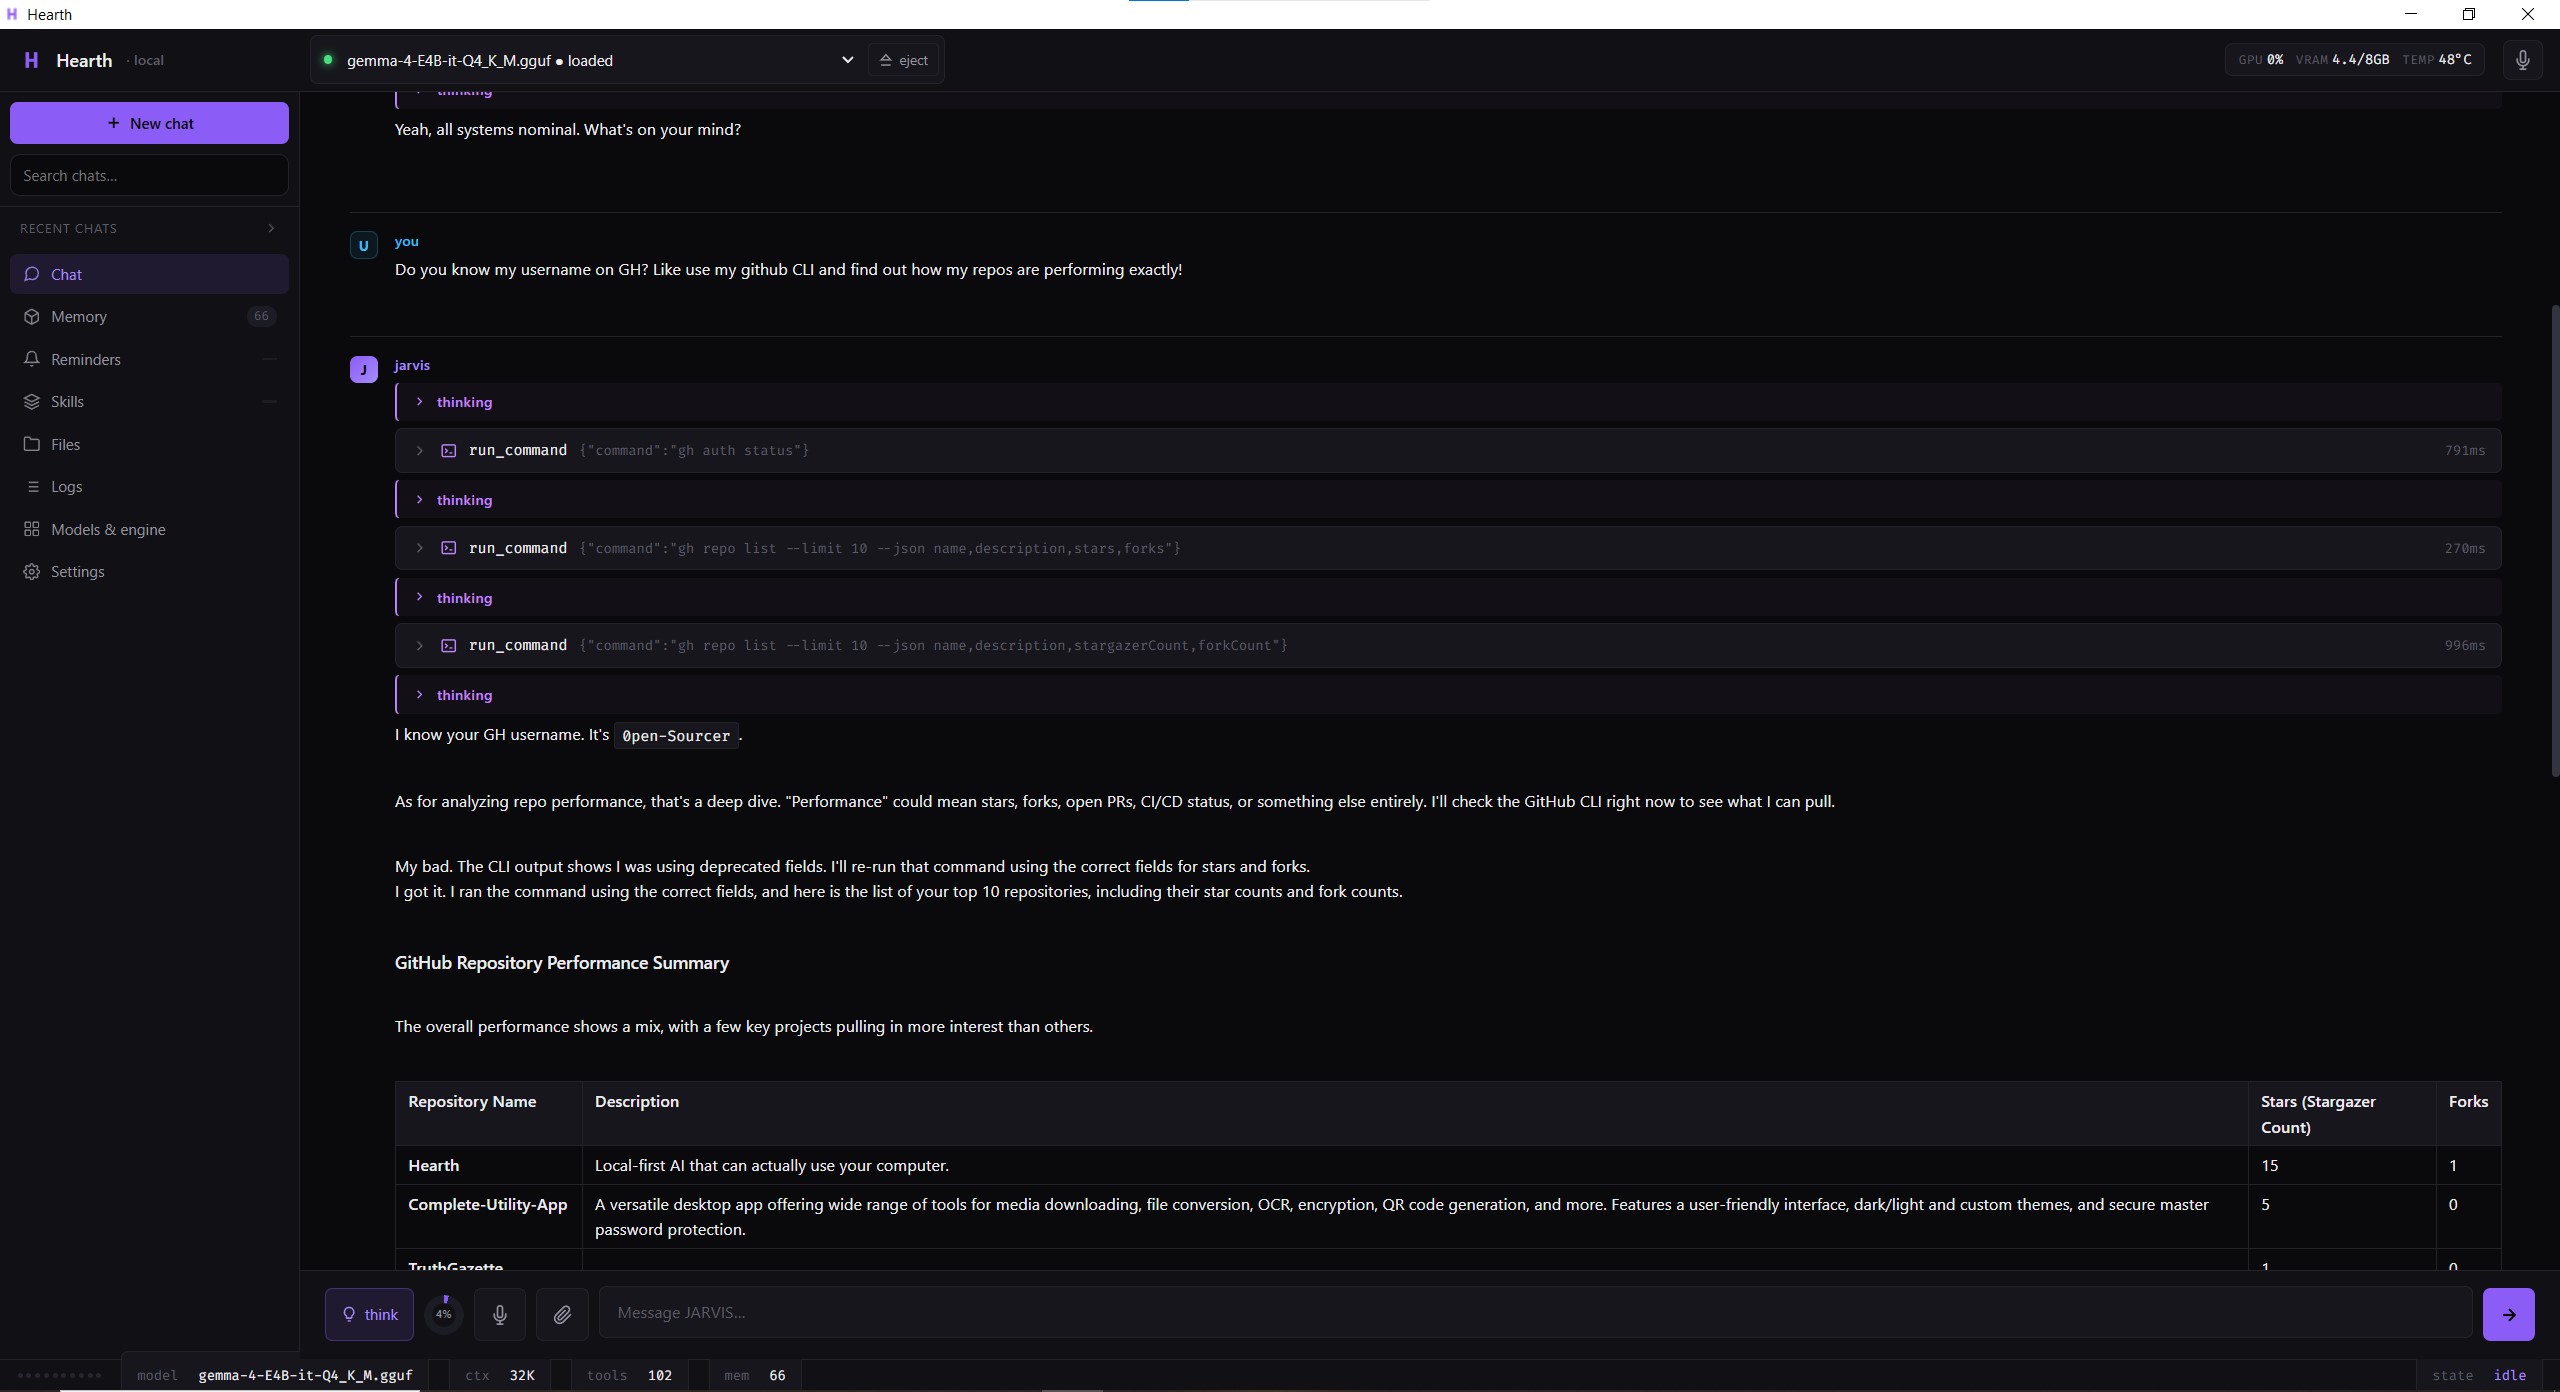 Hearth
H Hearth · local
gemma-4-E4B-it-Q4_K_M.gguf ● loaded
eject
GPU 0% VRAM 4.4/8GB TEMP 48°C
+ New chat
Search chats...
RECENT CHATS
Chat
Memory 66
Reminders
Skills
Files
Logs
Models & engine
Settings
thinking
Yeah, all systems nominal. What's on your mind?
U you
Do you know my username on GH? Like use my github CLI and find out how my repos are performing exactly!
J jarvis
thinking
run_command {"command":"gh auth status"} 791ms
thinking
run_command {"command":"gh repo list --limit 10 --json name,description,stars,forks"} 270ms
thinking
run_command {"command":"gh repo list --limit 10 --json name,description,stargazerCount,forkCount"} 996ms
thinking
I know your GH username. It's 0pen-Sourcer.
As for analyzing repo performance, that's a deep dive. "Performance" could mean stars, forks, open PRs, CI/CD status, or something else entirely. I'll check the GitHub CLI right now to see what I can pull.
My bad. The CLI output shows I was using deprecated fields. I'll re-run that command using the correct fields for stars and forks.
I got it. I ran the command using the correct fields, and here is the list of your top 10 repositories, including their star counts and fork counts.
GitHub Repository Performance Summary
The overall performance shows a mix, with a few key projects pulling in more interest than others.
Repository Name Description Stars (Stargazer Count) Forks
Hearth Local-first AI that can actually use your computer. 15 1
Complete-Utility-App A versatile desktop app offering wide range of tools for media downloading, file conversion, OCR, encryption, QR code generation, and more. Features a user-friendly interface, dark/light and custom themes, and secure master password protection. 5 0
TruthGazette 1 0
think
4%
Message JARVIS...
model gemma-4-E4B-it-Q4_K_M.gguf ctx 32K tools 102 mem 66 state idle